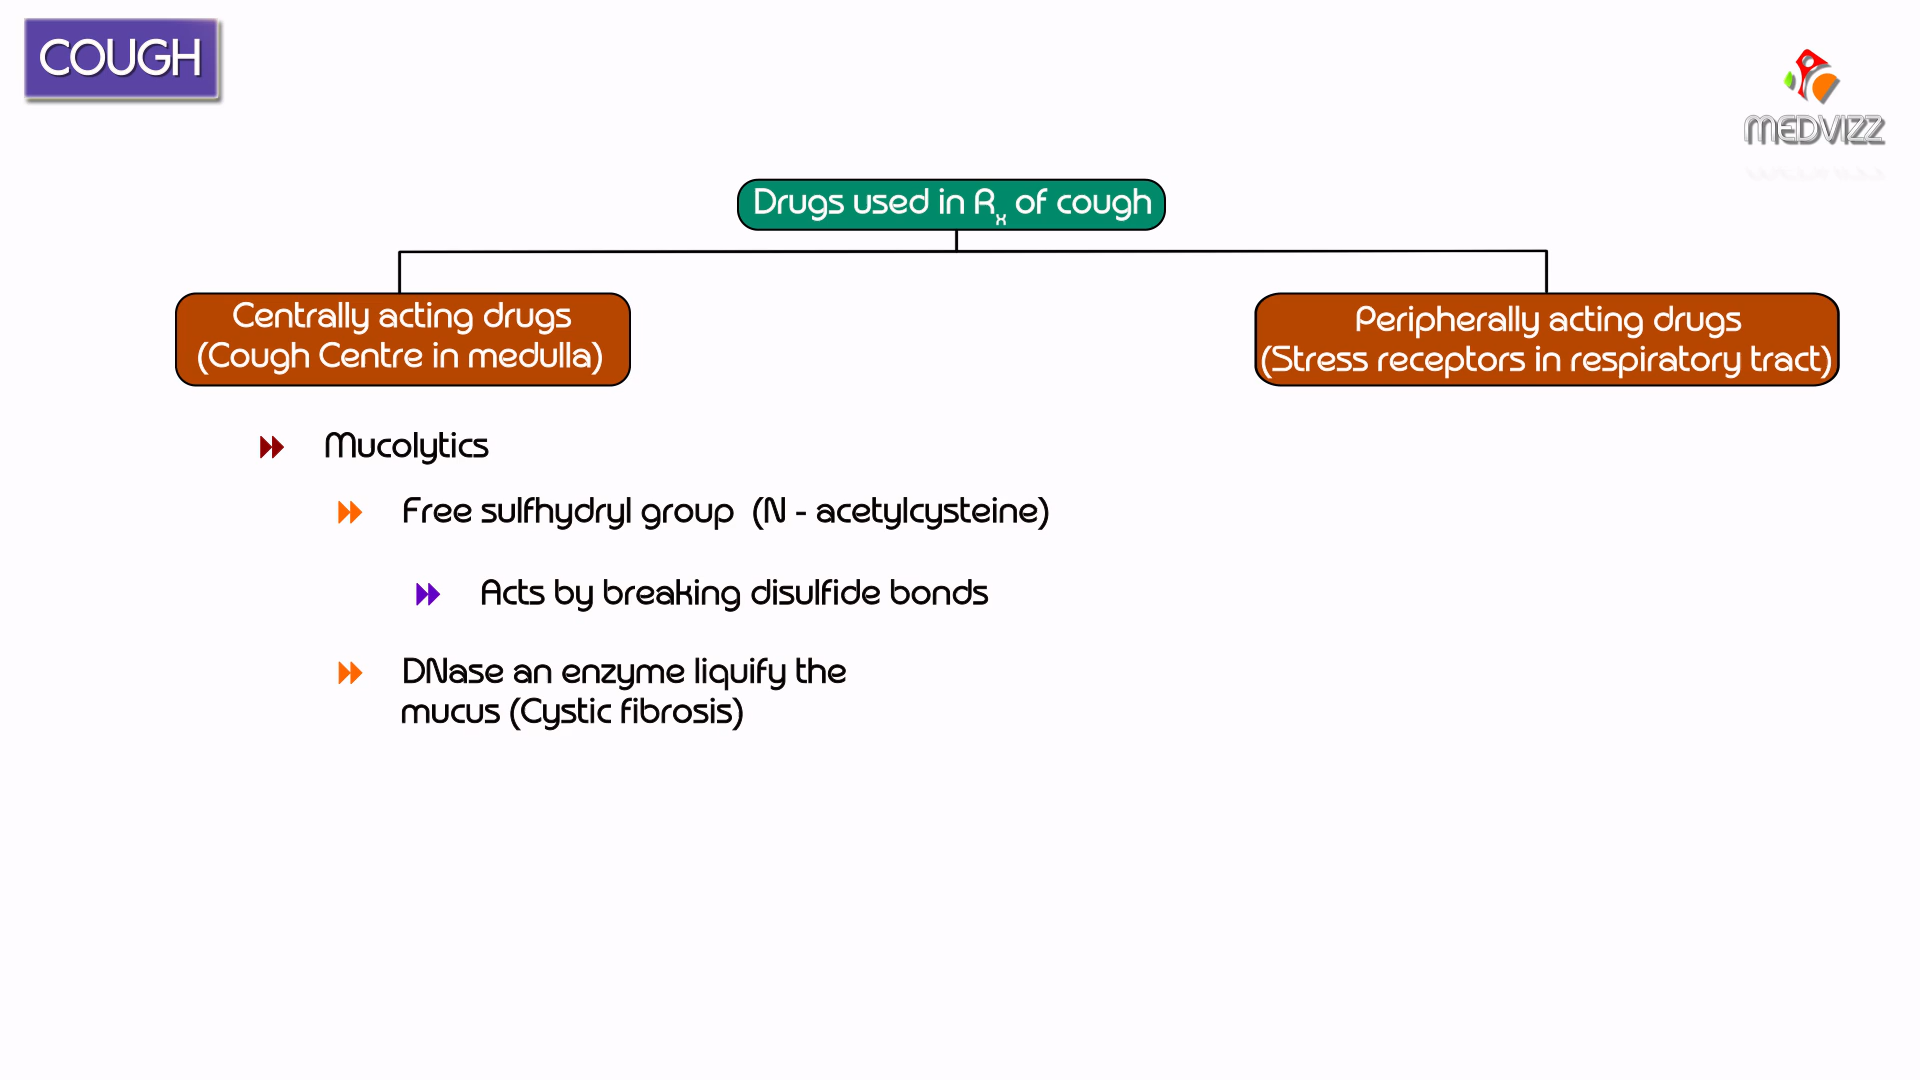 COUGH
MEDVIZZ
Drugs used in Rx of cough
Centrally acting drugs
(Cough Centre in medulla)
Peripherally acting drugs
(Stress receptors in respiratory tract)
Mucolytics
Free sulfhydryl group (N - acetylcysteine)
Acts by breaking disulfide bonds
DNase an enzyme liquify the
mucus (Cystic fibrosis)